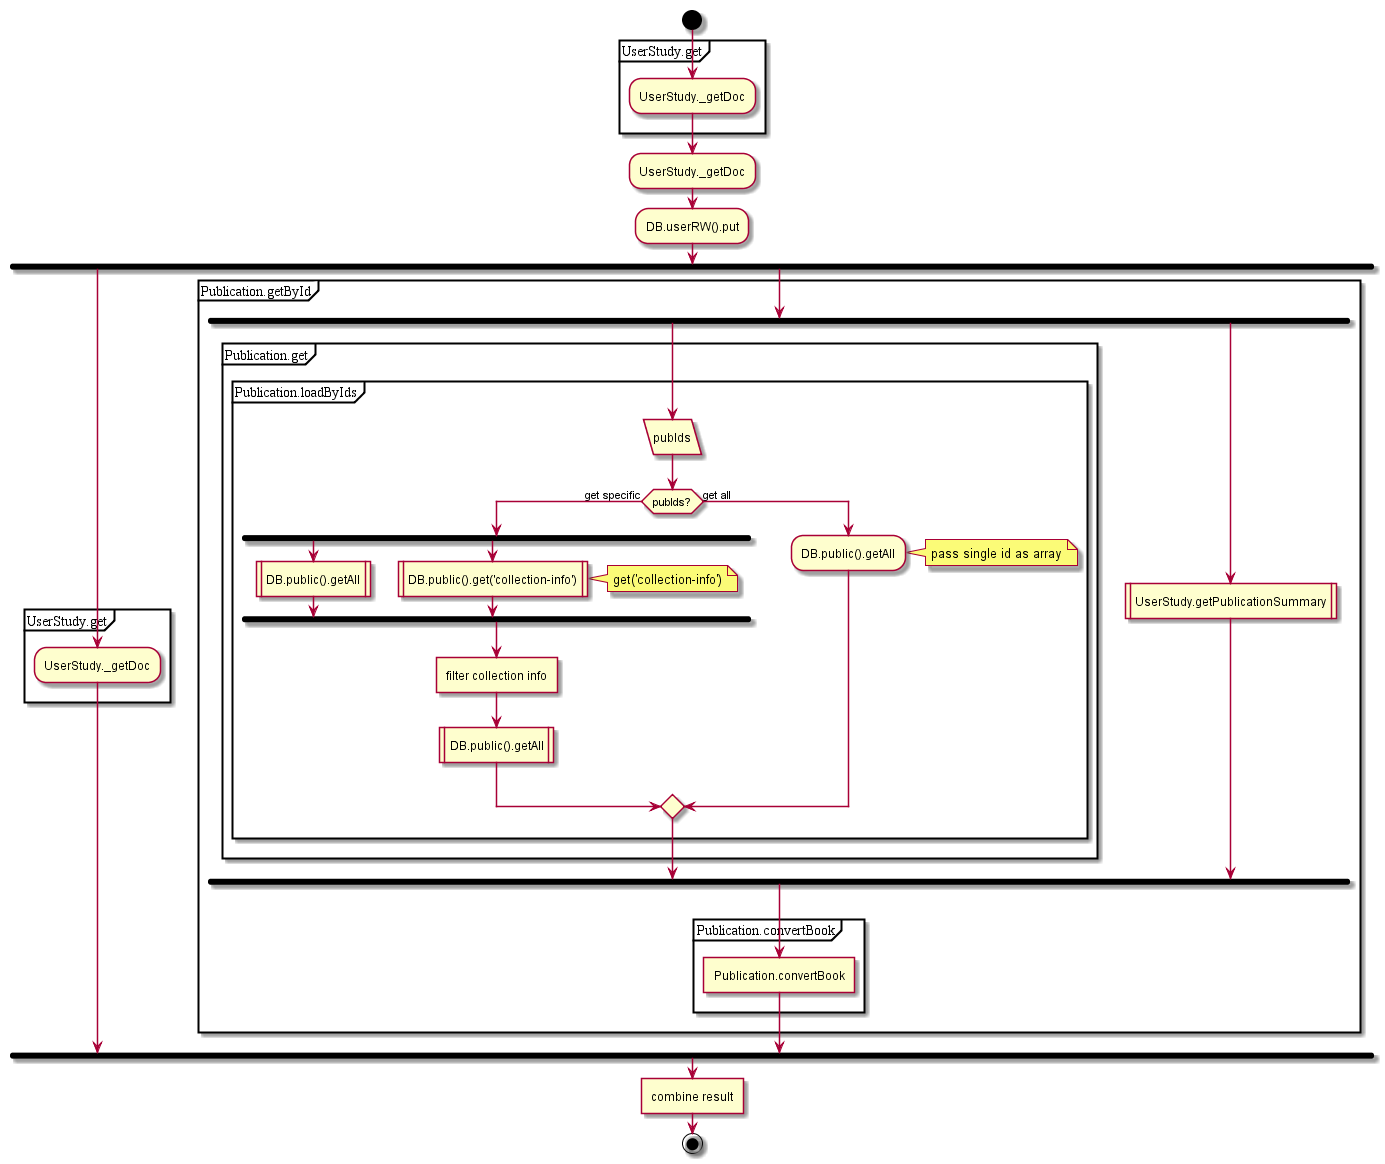 UserStudy.get
UserStudy._getDoc
UserStudy._getDoc
DB.userRW().put
Publication.getById
Publication.get
Publication.loadByIds
pubIds
get specific
pubIds?
get all
DB.public().getAll
pass single id as array
DB.public().getAll
DB.public().get('collection-info')
get('collection-info')
UserStudy.getPublicationSummary
UserStudy.get
UserStudy._getDoc
filter collection info
DB.public().getAll
Publication.convertBook
Publication.convertBook
combine result